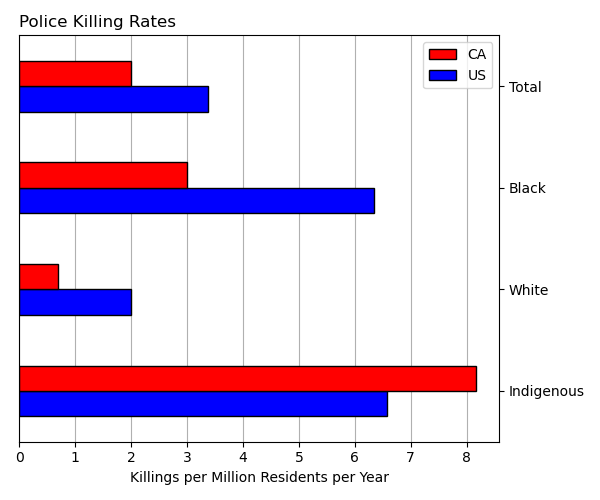 Police Killing Rates
CA
US
Total
Black
White
Indigenous
0 1 2 3 4 5 6 7 8
Killings per Million Residents per Year